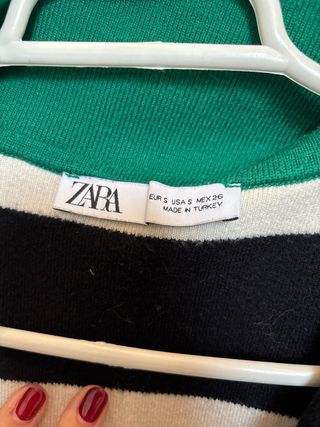 ZARA
EUR S USA S MEX 26
MADE IN TURKEY